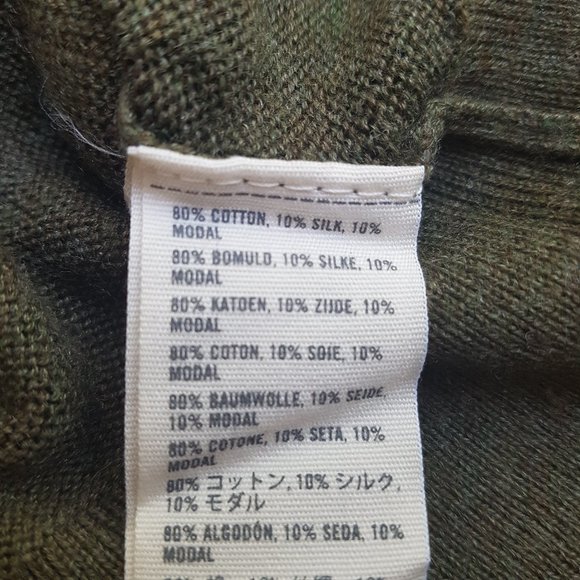 80% COTTON, 10% SILK, 10%
MODAL
80% BOMULD, 10% SILKE, 10%
MODAL
80% KATOEN, 10% ZIJDE, 10%
MODAL
80% COTON, 10% SOIE, 10%
MODAL
80% BAUMWOLLE, 10% SEIDE,
10% MODAL
80% COTONE, 10% SETA, 10%
MODAL
80% コットン, 10% シルク,
10% モダル
80% ALGODÓN, 10% SEDA, 10%
MODAL